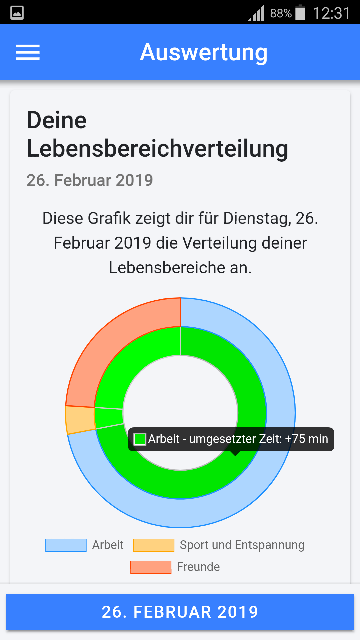 88% 12:31
Auswertung
Deine
Lebensbereichverteilung
26. Februar 2019
Diese Grafik zeigt dir für Dienstag, 26.
Februar 2019 die Verteilung deiner
Lebensbereiche an.
Arbeit - umgesetzter Zeit: +75 min
Arbeit Sport und Entspannung
Freunde
26. FEBRUAR 2019